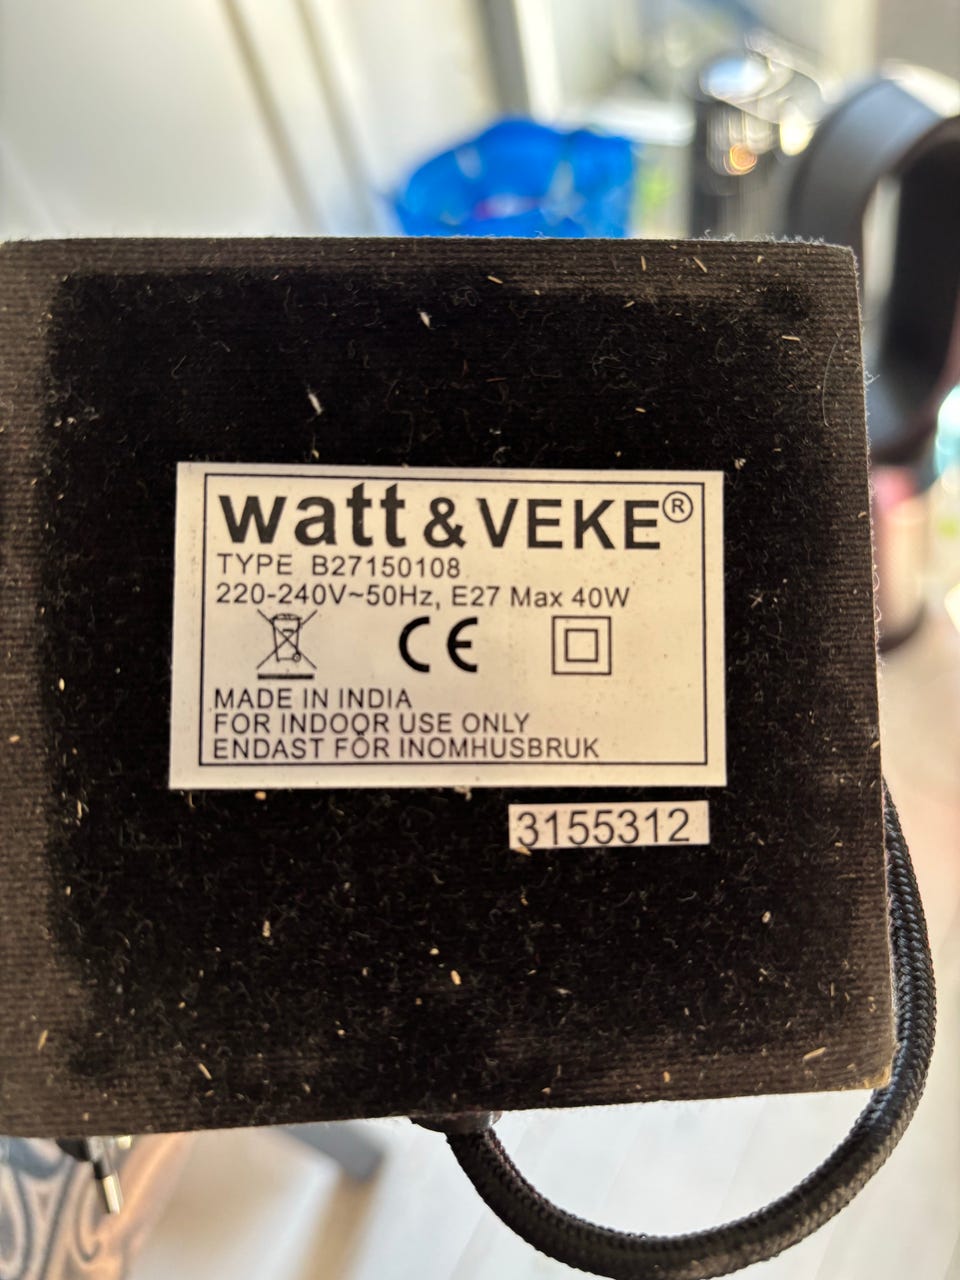 watt & VEKE®
TYPE B27150108
220-240V~50Hz, E27 Max 40W
CE
MADE IN INDIA
FOR INDOOR USE ONLY
ENDAST FÖR INOMHUSBRUK
3155312